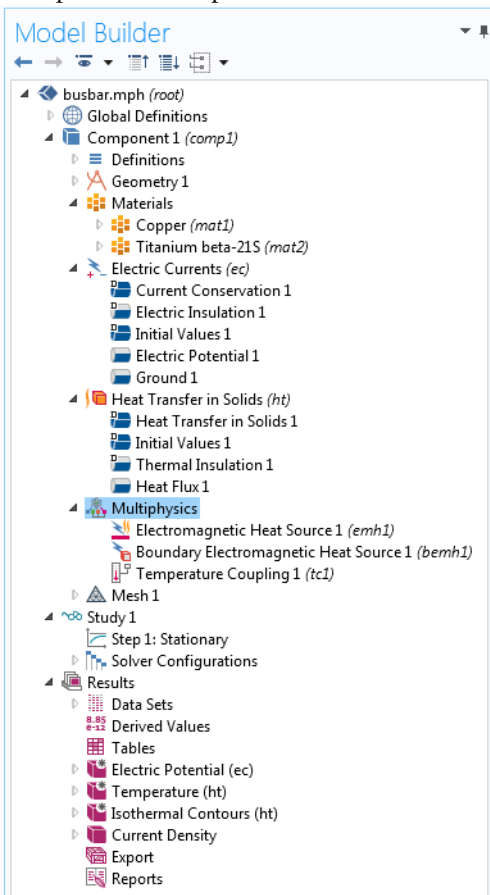 Model Builder
busbar.mph (root)
Global Definitions
Component 1 (comp1)
Definitions
Geometry 1
Materials
Copper (mat1)
Titanium beta-21S (mat2)
Electric Currents (ec)
Current Conservation 1
Electric Insulation 1
Initial Values 1
Electric Potential 1
Ground 1
Heat Transfer in Solids (ht)
Heat Transfer in Solids 1
Initial Values 1
Thermal Insulation 1
Heat Flux 1
Multiphysics
Electromagnetic Heat Source 1 (emh1)
Boundary Electromagnetic Heat Source 1 (bemh1)
Temperature Coupling 1 (tc1)
Mesh 1
Study 1
Step 1: Stationary
Solver Configurations
Results
Data Sets
8.85
e-12 Derived Values
Tables
Electric Potential (ec)
Temperature (ht)
Isothermal Contours (ht)
Current Density
Export
Reports